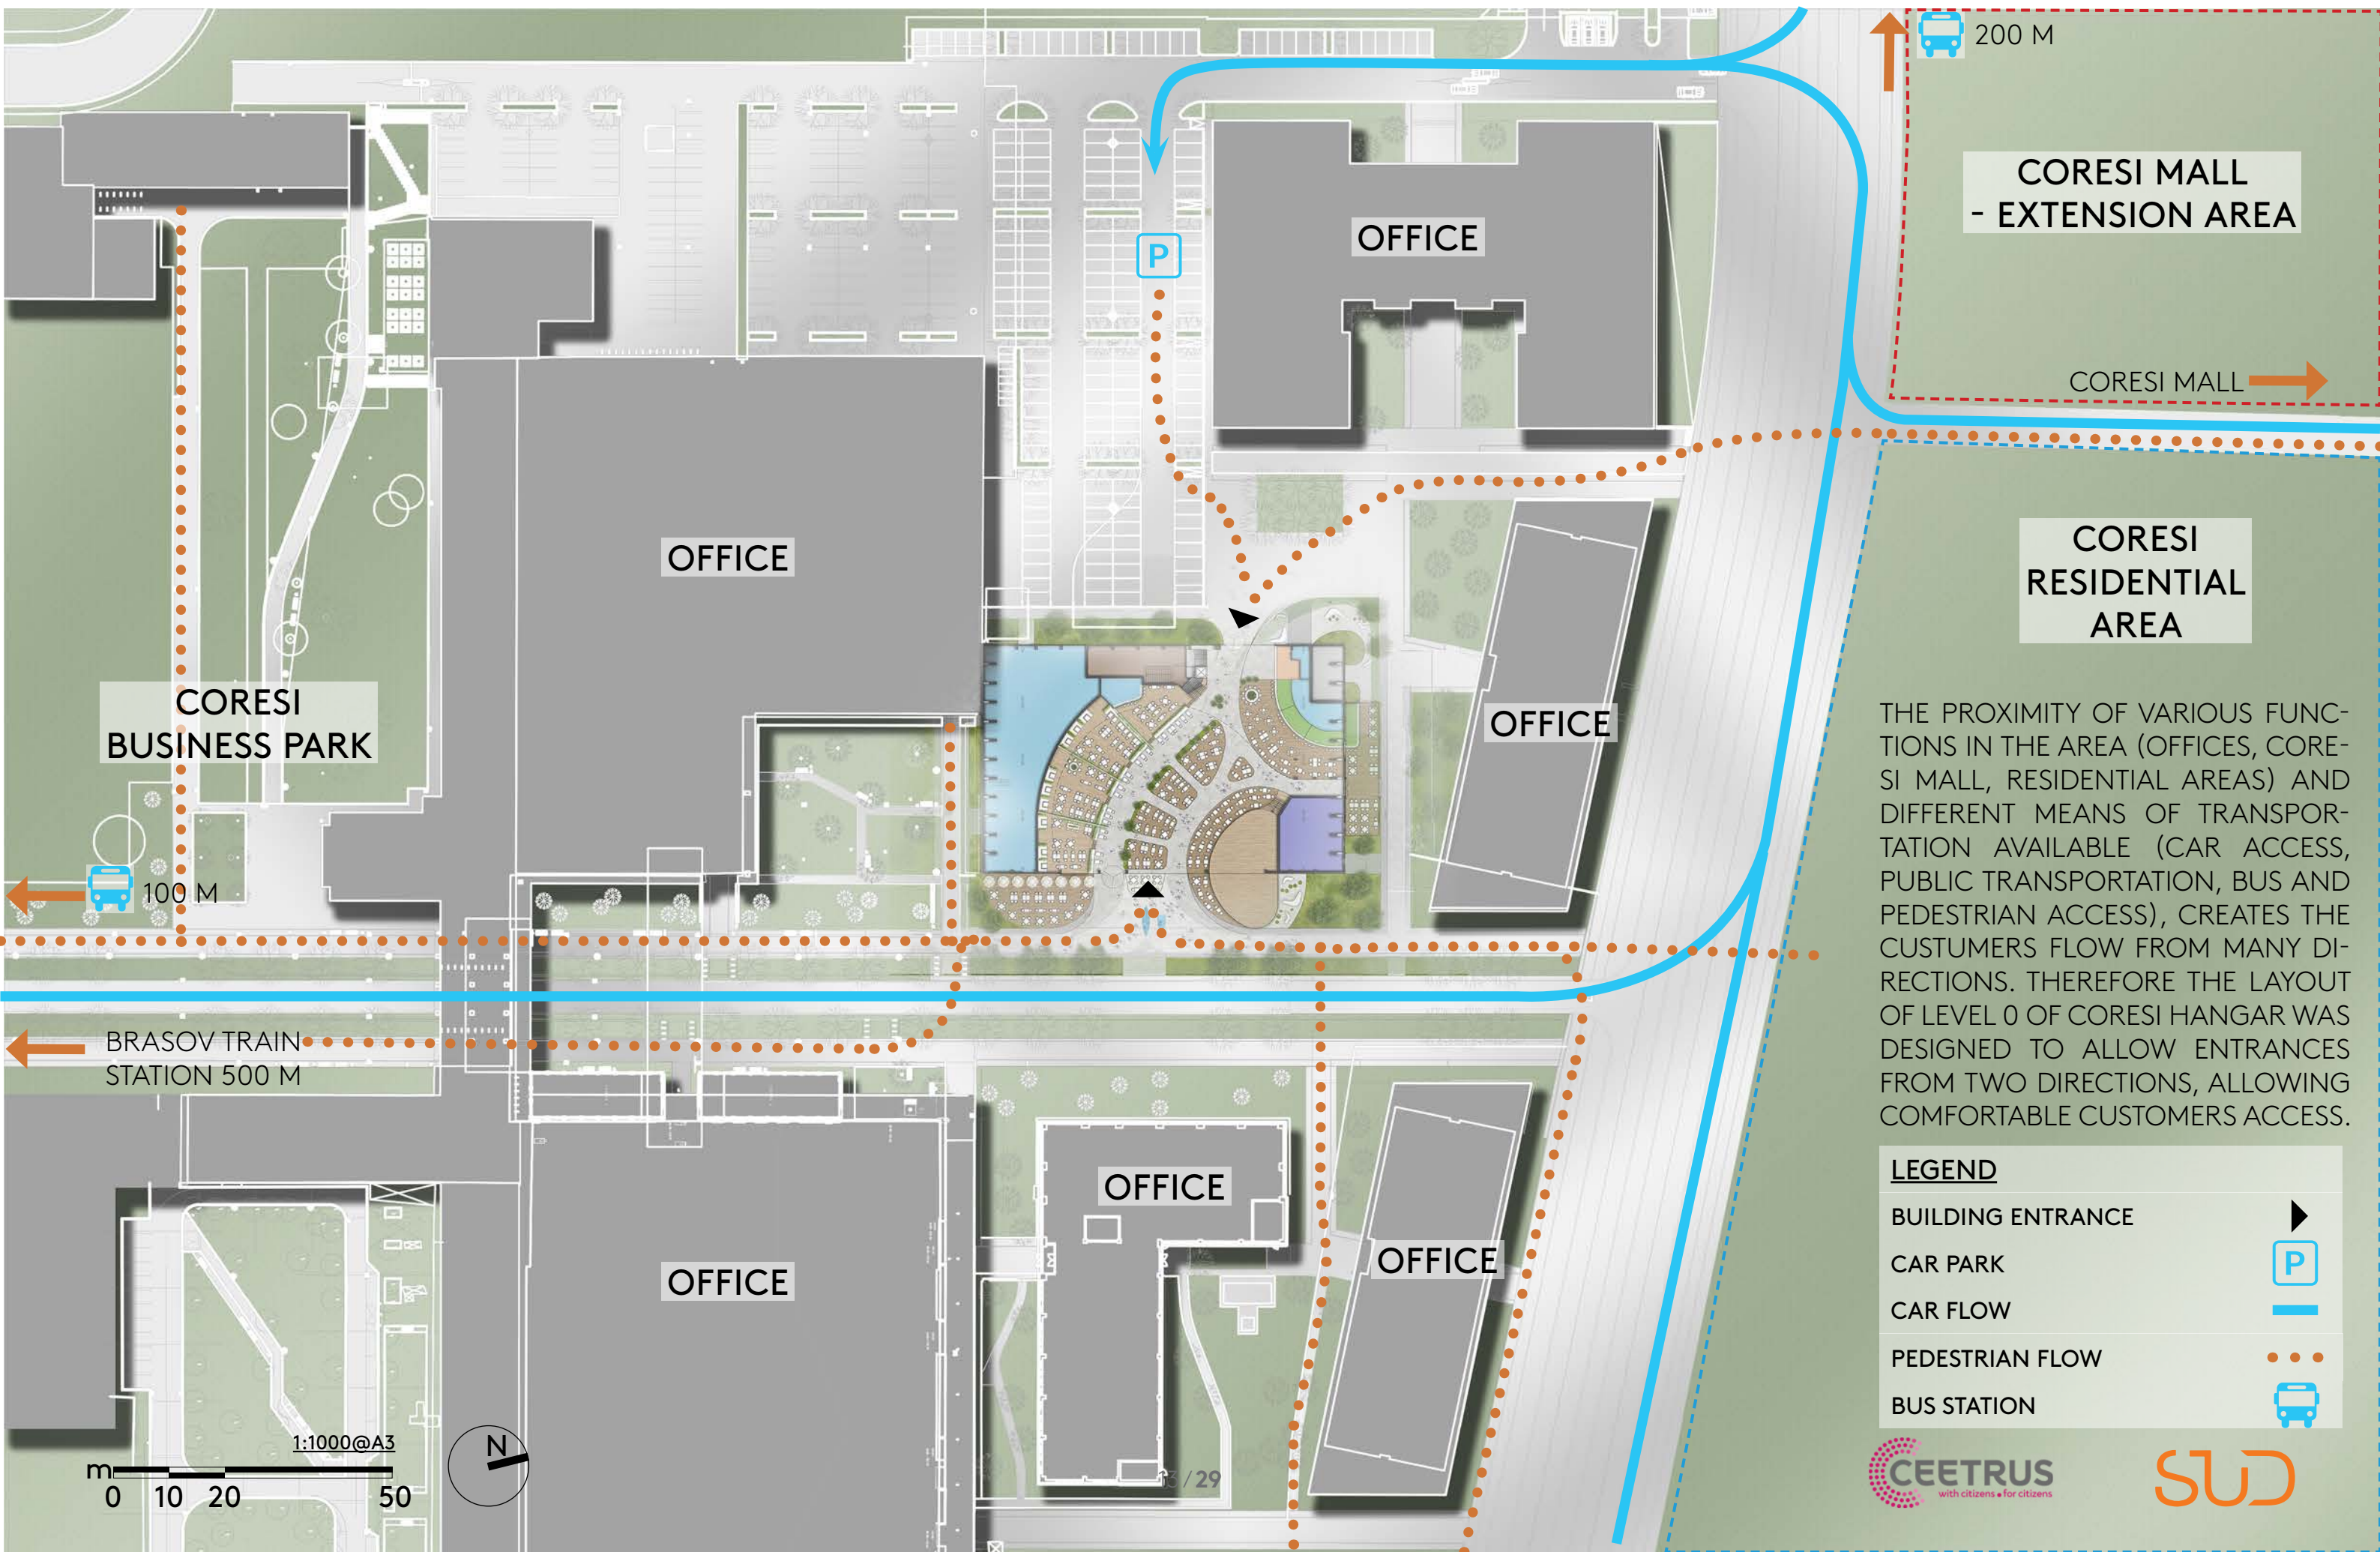 200 M
CORESI MALL
- EXTENSION AREA
P
OFFICE
CORESI MALL
OFFICE
CORESI
RESIDENTIAL
AREA
CORESI
BUSINESS PARK
OFFICE
THE PROXIMITY OF VARIOUS FUNC-
TIONS IN THE AREA (OFFICES, CORE-
SI MALL, RESIDENTIAL AREAS) AND
DIFFERENT MEANS OF TRANSPOR-
TATION AVAILABLE (CAR ACCESS,
PUBLIC TRANSPORTATION, BUS AND
PEDESTRIAN ACCESS), CREATES THE
CUSTUMERS FLOW FROM MANY DI-
RECTIONS. THEREFORE THE LAYOUT
OF LEVEL 0 OF CORESI HANGAR WAS
DESIGNED TO ALLOW ENTRANCES
FROM TWO DIRECTIONS, ALLOWING
COMFORTABLE CUSTOMERS ACCESS.
100 M
BRASOV TRAIN
STATION 500 M
OFFICE
OFFICE
OFFICE
LEGEND
BUILDING ENTRANCE
CAR PARK
P
CAR FLOW
PEDESTRIAN FLOW
BUS STATION
1:1000@A3
m
0 10 20 50
N
/29
CEETRUS
with citizens • for citizens
SUD